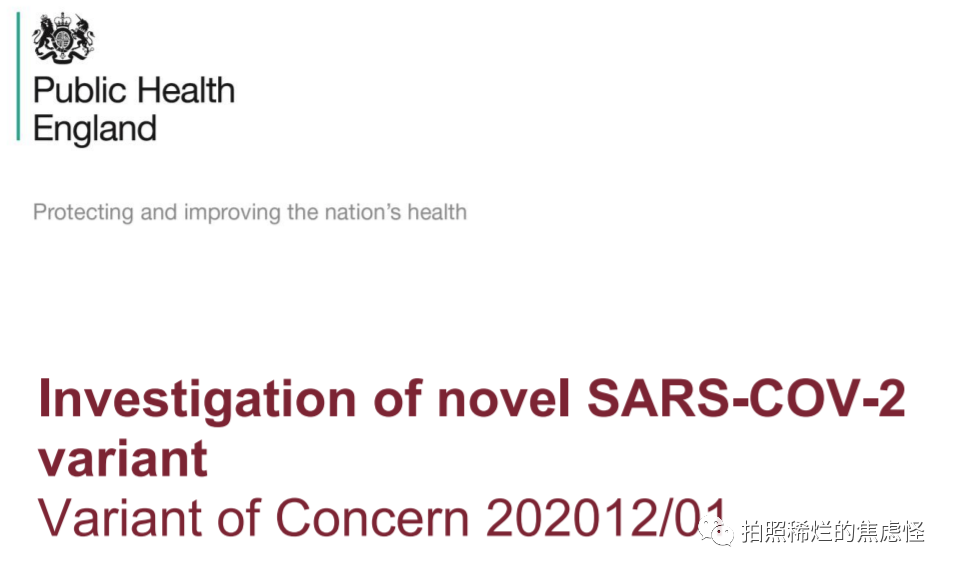 Public Health
England
Protecting and improving the nation's health
Investigation of novel SARS-COV-2
variant
Variant of Concern 202012/01
拍照稀烂的焦虑怪